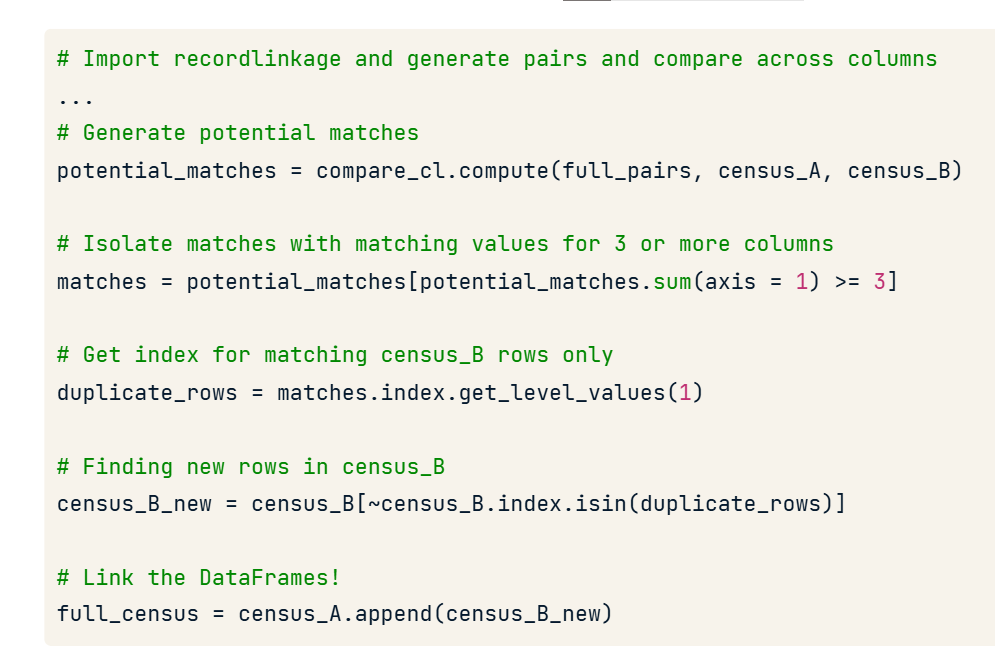 # Import recordlinkage and generate pairs and compare across columns
...
# Generate potential matches
potential_matches = compare_cl.compute(full_pairs, census_A, census_B)
# Isolate matches with matching values for 3 or more columns
matches = potential_matches[potential_matches.sum(axis = 1) >= 3]
# Get index for matching census_B rows only
duplicate_rows = matches.index.get_level_values(1)
# Finding new rows in census_B
census_B_new = census_B[~census_B.index.isin(duplicate_rows)]
# Link the DataFrames!
full_census = census_A.append(census_B_new)